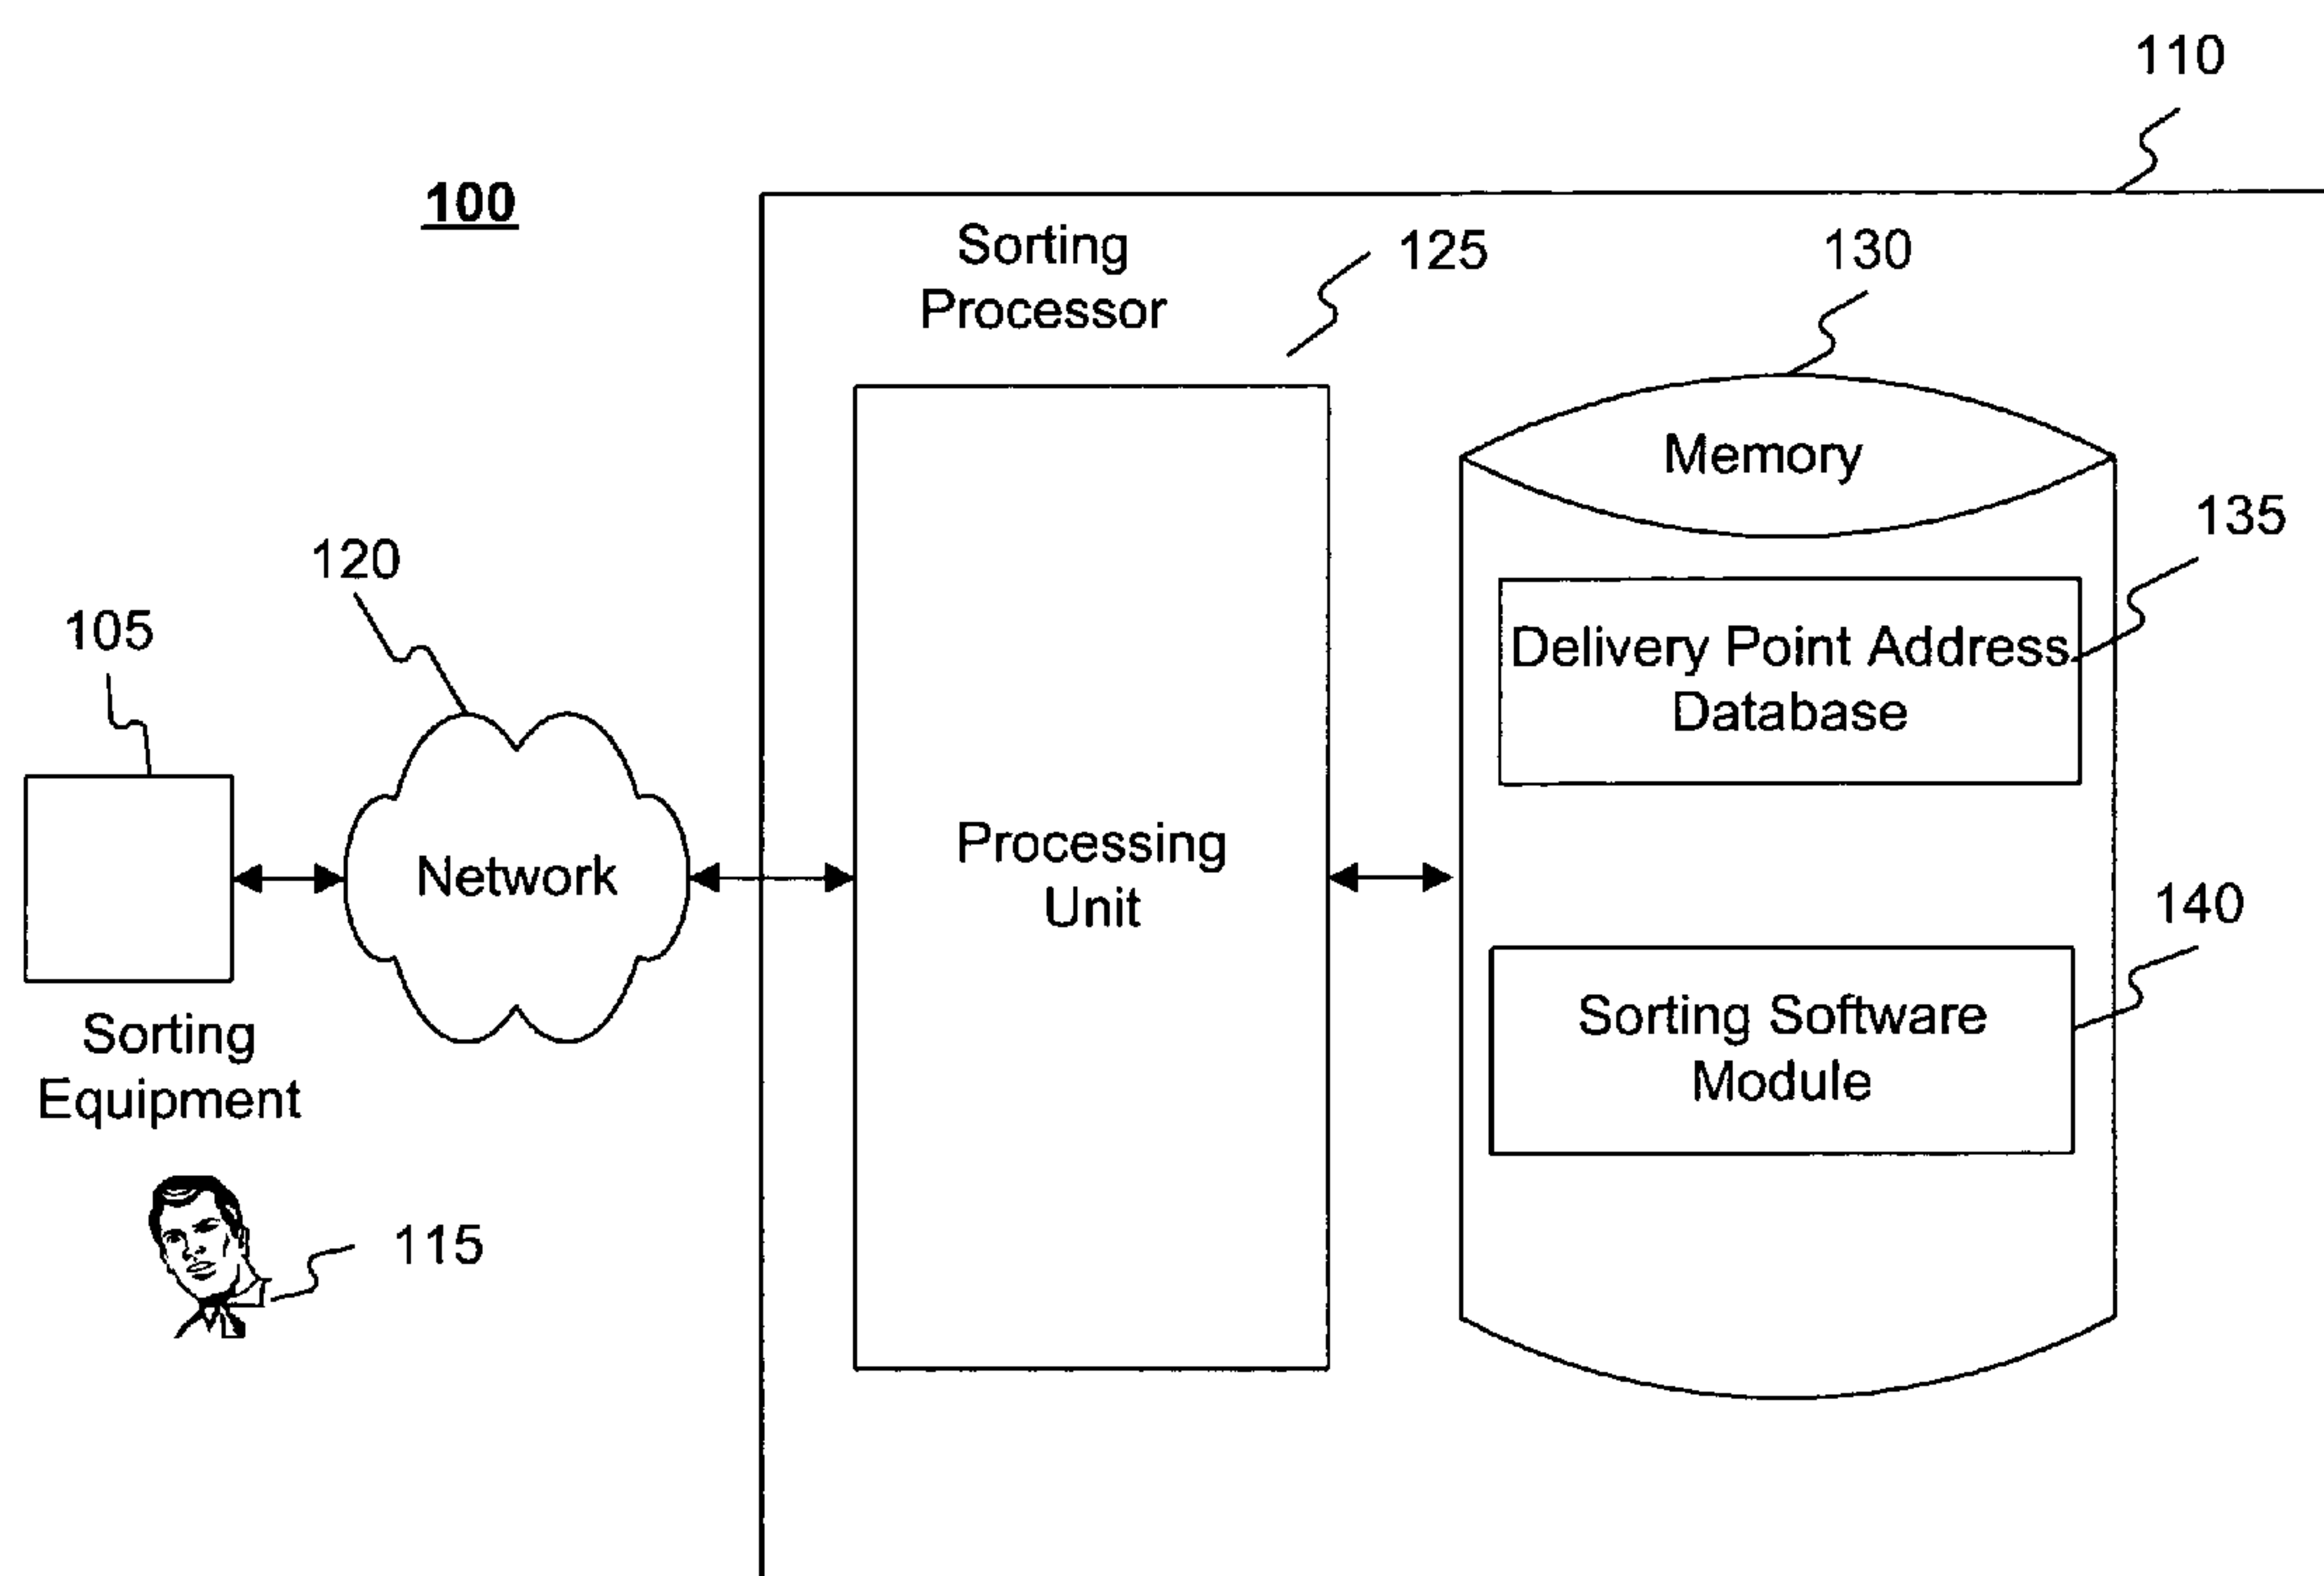 110
100
Sorting
Processor
125
130
Memory
135
120
105
Delivery Point Address
Database
Network
Processing
Unit
140
Sorting
Equipment
Sorting Software
Module
115